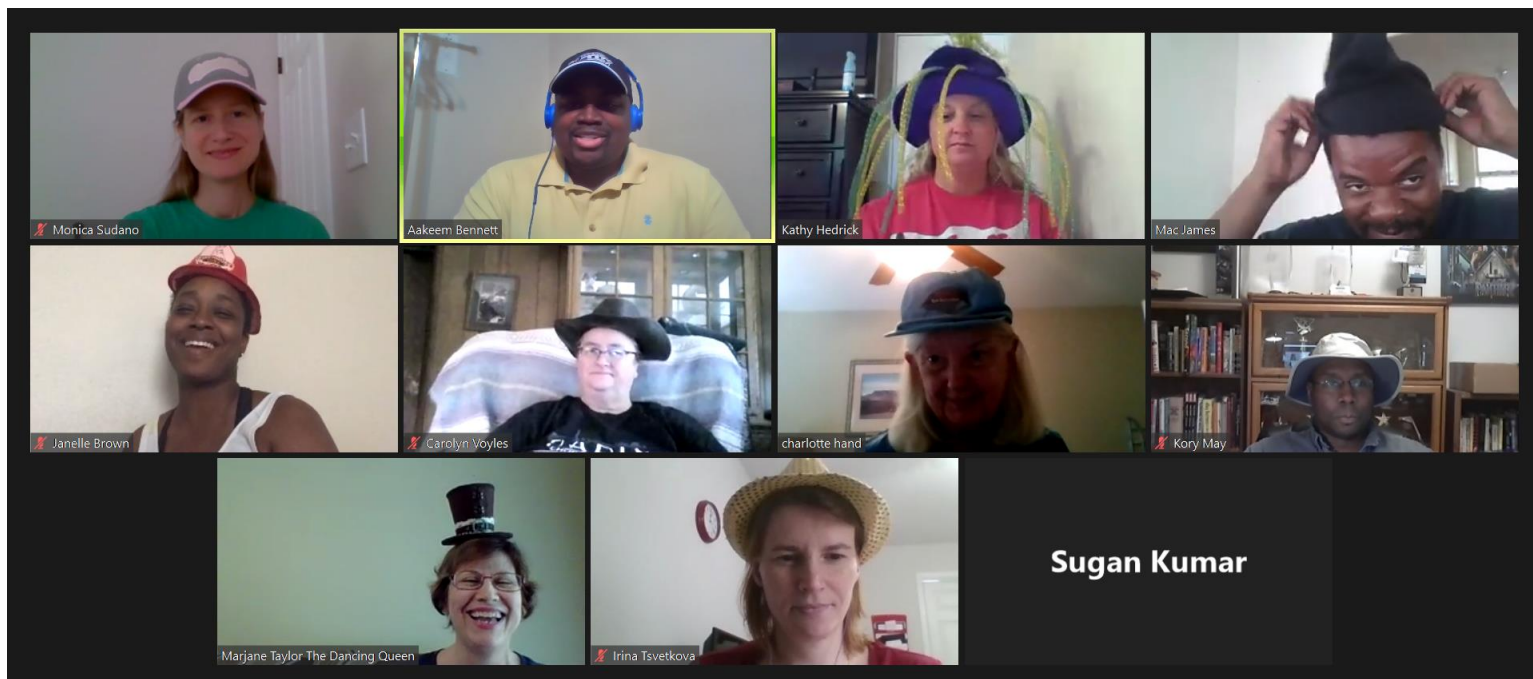 Monica Sudano
Aakeem Bennett
Kathy Hedrick
Mac James
Janelle Brown
Carolyn Voyles
charlotte hand
Kory May
Marjane Taylor The Dancing Queen
Irina Tsvetkova
Sugan Kumar